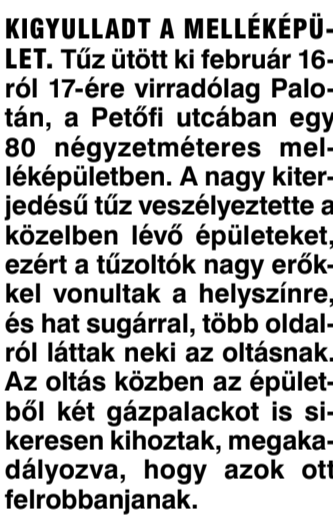 KIGYULLADT A MELLÉKÉPÜ-
LET. Tűz ütött ki február 16-
ról 17-ére virradólag Palo-
tán, a Petőfi utcában egy
80 négyzetméteres mel-
léképületben. A nagy kiter-
jedésű tűz veszélyeztette a
közelben lévő épületeket,
ezért a tűzoltók nagy erők-
kel vonultak a helyszínre,
és hat sugárral, több oldal-
ról láttak neki az oltásnak.
Az oltás közben az épület-
ből két gázpalackot is si-
keresen kihoztak, megaka-
dályozva, hogy azok ott
felrobbanjanak.